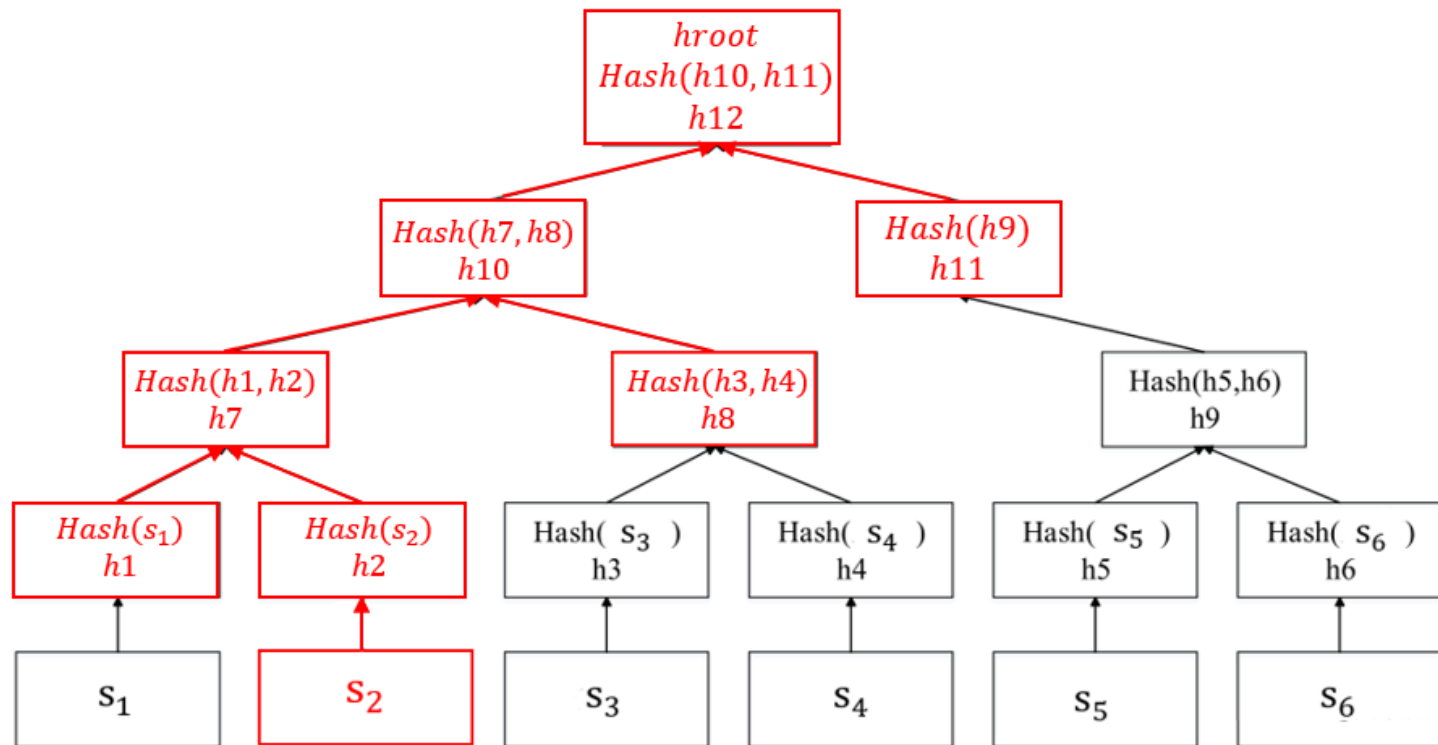 hroot
Hash(h10, h11)
h12
Hash(h7, h8)
h10
Hash(h9)
h11
Hash(h1, h2)
h7
Hash(h3, h4)
h8
Hash(h5,h6)
h9
Hash(s₁)
h1
Hash(s₂)
h2
Hash( s₃ )
h3
Hash( s₄ )
h4
Hash( s₅ )
h5
Hash( s₆ )
h6
s₁
s₂
s₃
s₄
s₅
s₆